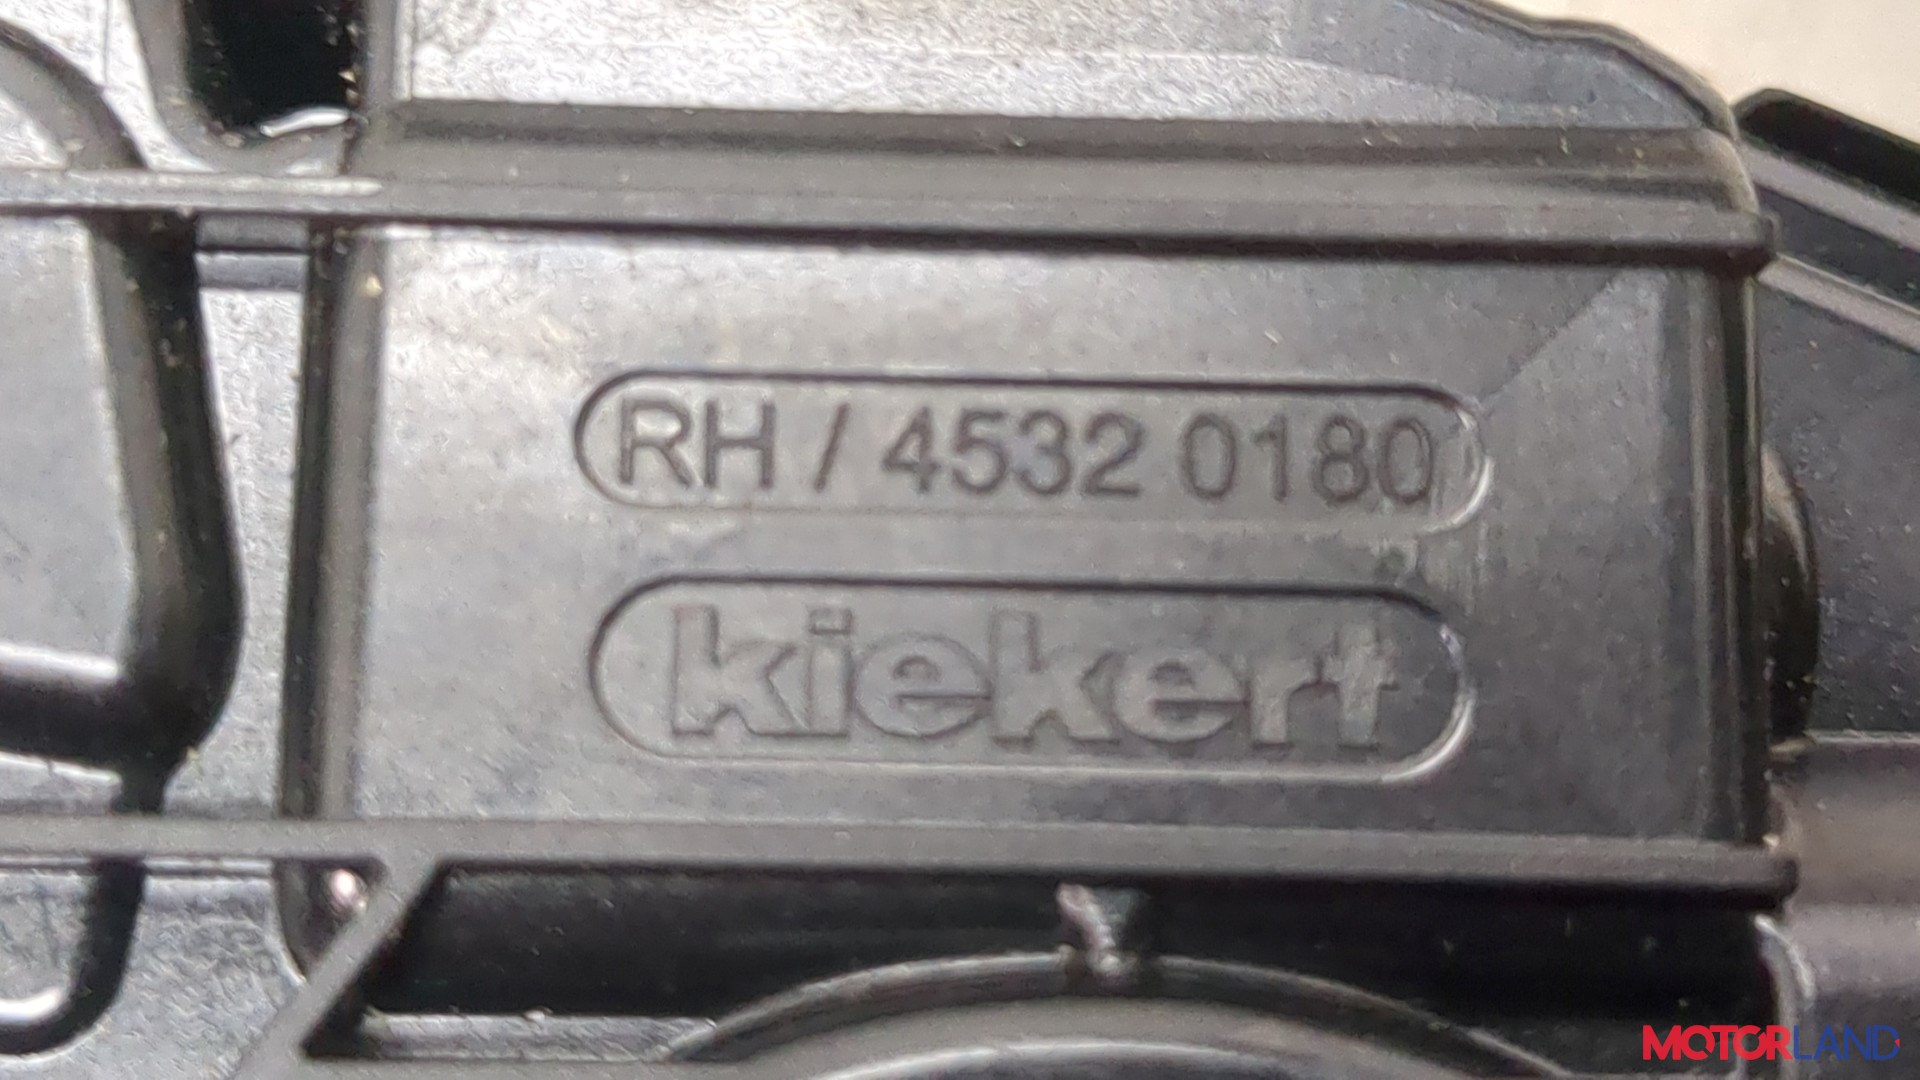 RH / 4532 0180
kiekert
MOTORLAND